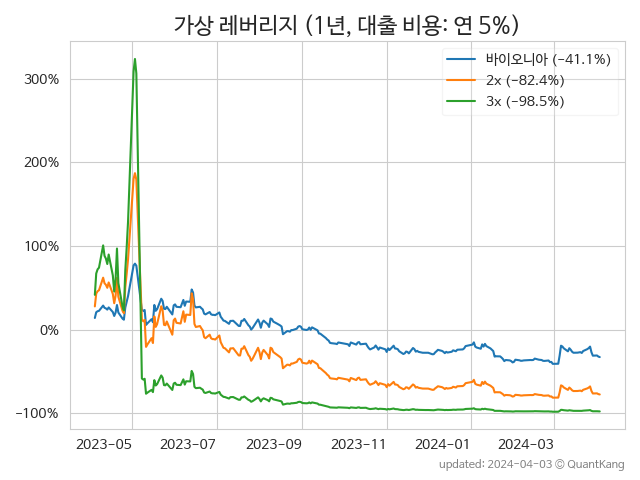 가상 레버리지 (1년, 대출 비용: 연 5%)
바이오니아 (−41.1%)
2x (−82.4%)
3x (−98.5%)
300%
200%
100%
0%
−100%
2023−05 2023−07 2023−09 2023−11 2024−01 2024−03
updated: 2024−04−03 © QuantKang